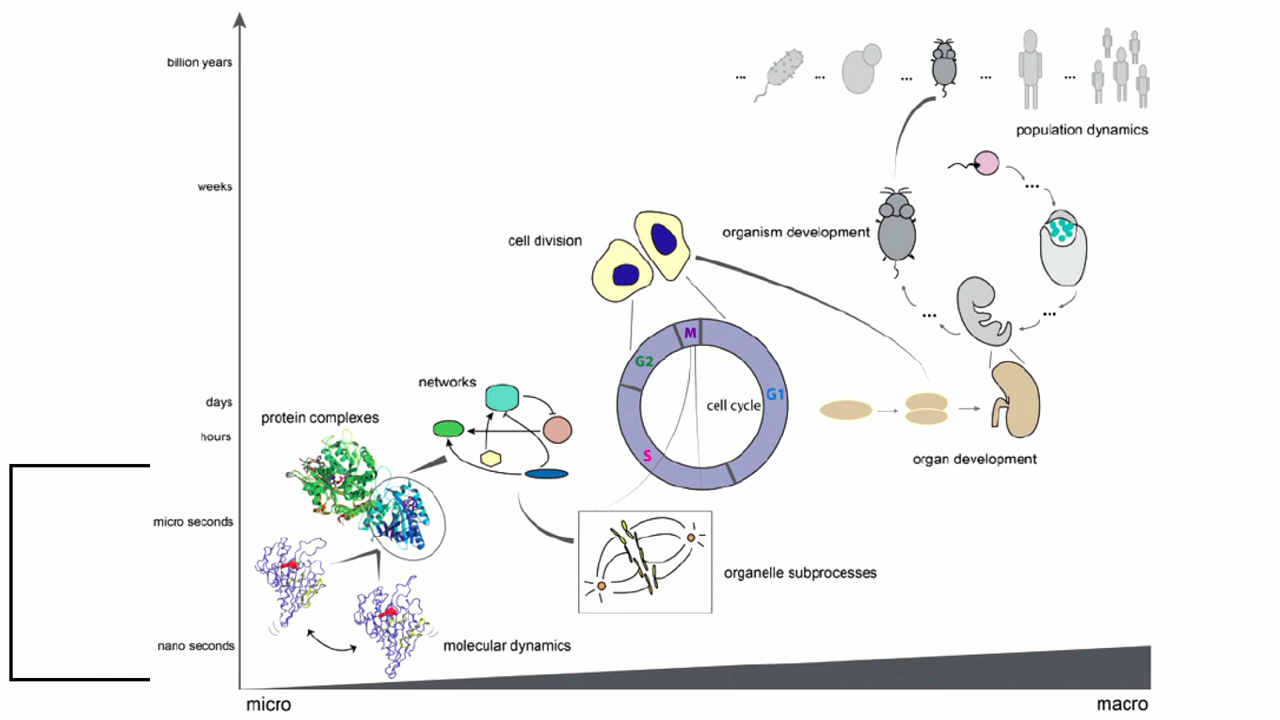 billion years
... ... ... ... ...
population dynamics
weeks
...
cell division
organism development
... ...
M
G2
networks
G1
days
cell cycle
protein complexes
hours
S
organ development
micro seconds
organelle subprocesses
nano seconds
molecular dynamics
micro
macro